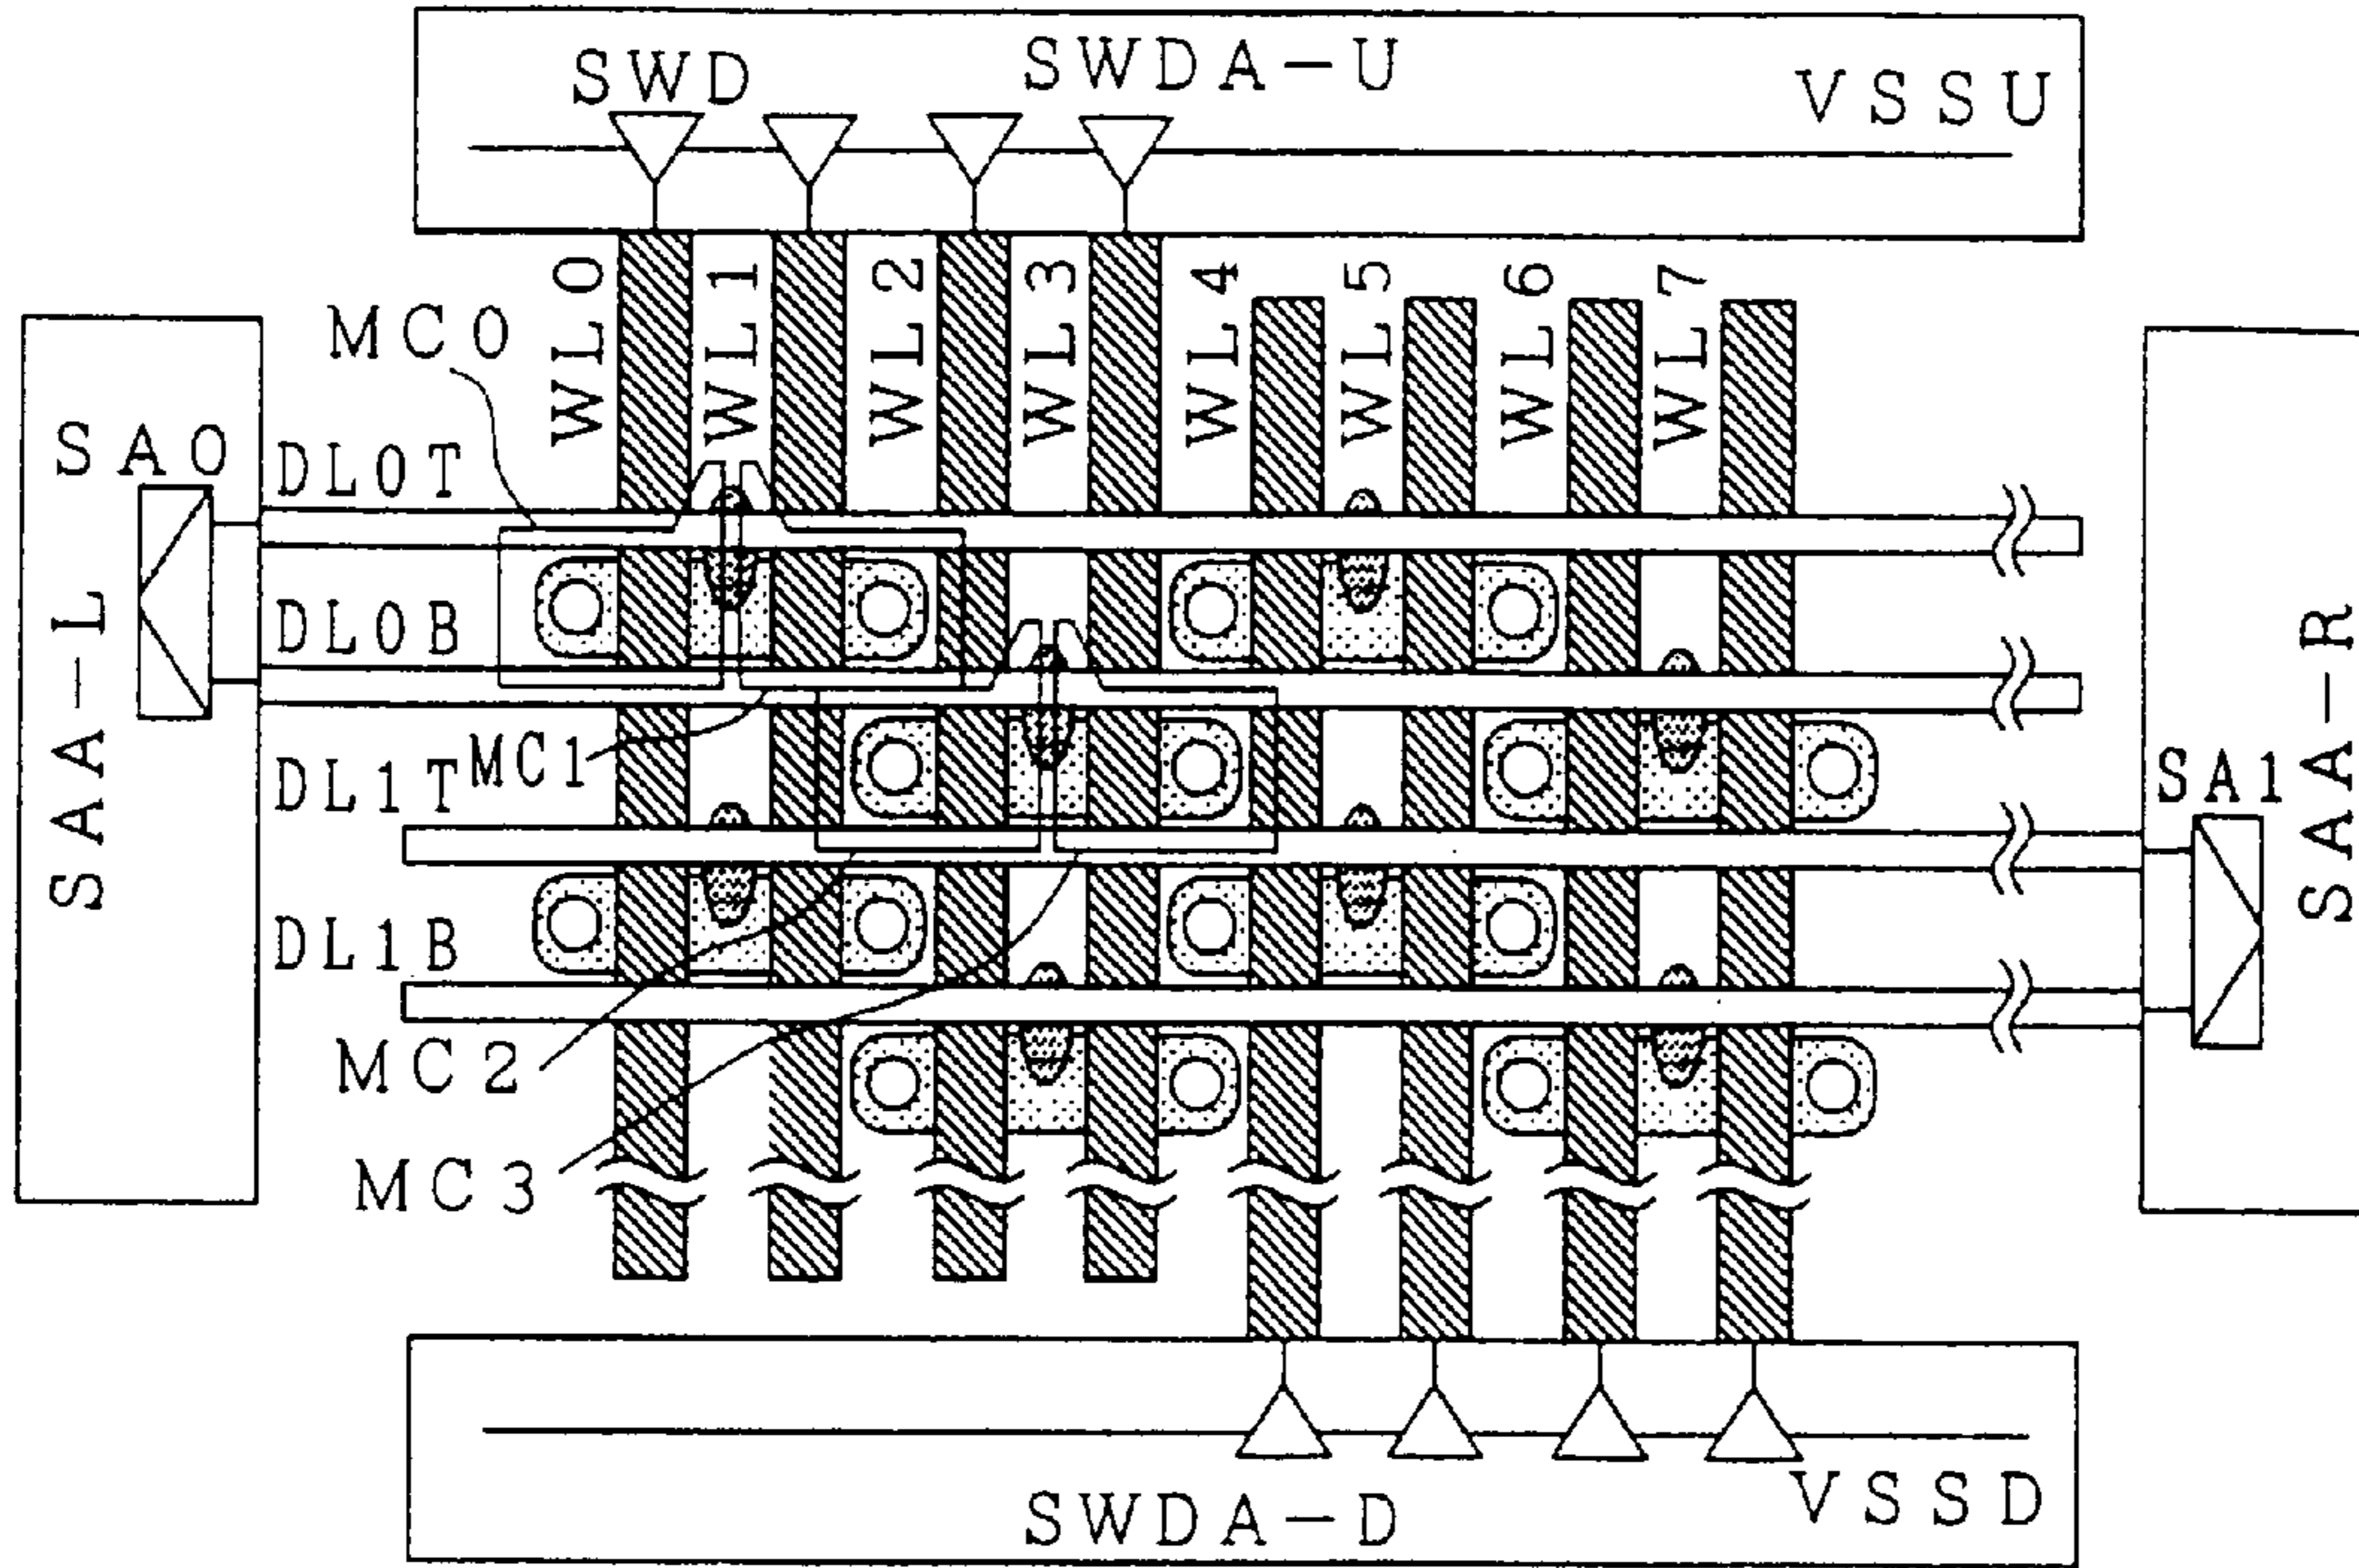 SWD
SWDA-U
VSSU
WL0
WL1
WL2
WL3
WL4
WL5
WL6
WL7
MC0
SA0
DL0T
DL0B
SAA-L
MC1
DL1T
DL1B
SA1
SAA-R
MC2
MC3
VSSD
SWDA-D